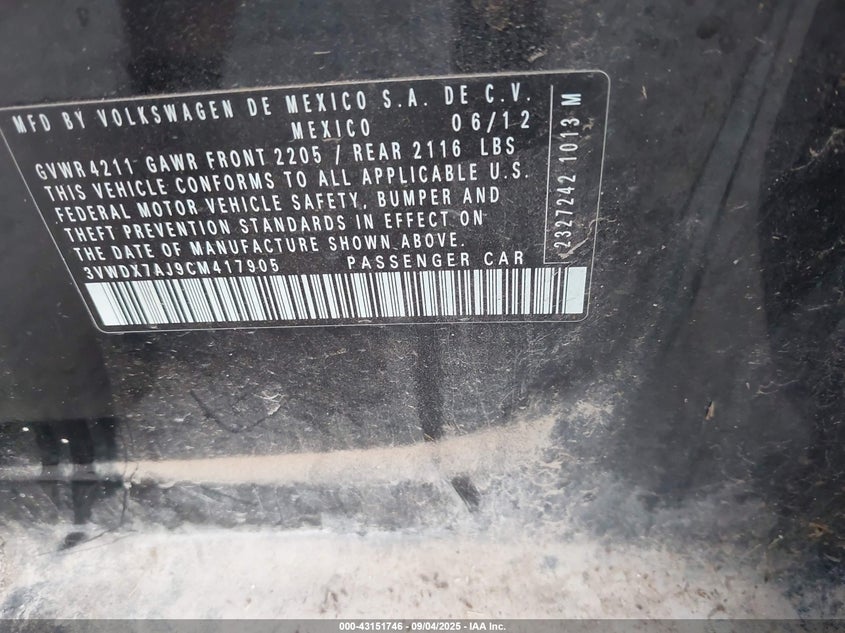 MFD BY VOLKSWAGEN DE MEXICO S.A. DE C.V.
MEXICO 06/12
GVWR 4211 GAWR FRONT 2205 / REAR 2116 LBS
THIS VEHICLE CONFORMS TO ALL APPLICABLE U.S.
FEDERAL MOTOR VEHICLE SAFETY, BUMPER AND
THEFT PREVENTION STANDARDS IN EFFECT ON
THE DATE OF MANUFACTURE SHOWN ABOVE.
3VWDX7AJ9CM417905 PASSENGER CAR
2327242 1013 M
000-43151746 - 09/04/2025 - IAA Inc.